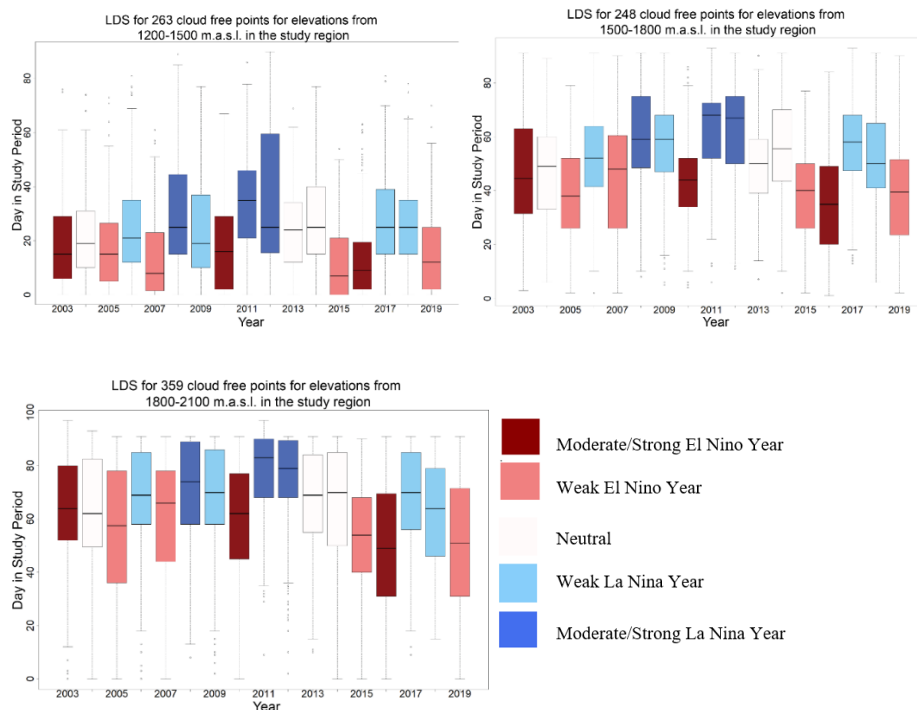 LDS for 263 cloud free points for elevations from
1200-1500 m.a.s.l. in the study region
Day in Study Period
0 20 40 60 80
2003 2005 2007 2009 2011 2013 2015 2017 2019
Year
LDS for 248 cloud free points for elevations from
1500-1800 m.a.s.l. in the study region
Day in Study Period
0 20 40 60 80
2003 2005 2007 2009 2011 2013 2015 2017 2019
Year
LDS for 359 cloud free points for elevations from
1800-2100 m.a.s.l. in the study region
Day in Study Period
0 20 40 60 80 100
2003 2005 2007 2009 2011 2013 2015 2017 2019
Year
Moderate/Strong El Nino Year
Weak El Nino Year
Neutral
Weak La Nina Year
Moderate/Strong La Nina Year